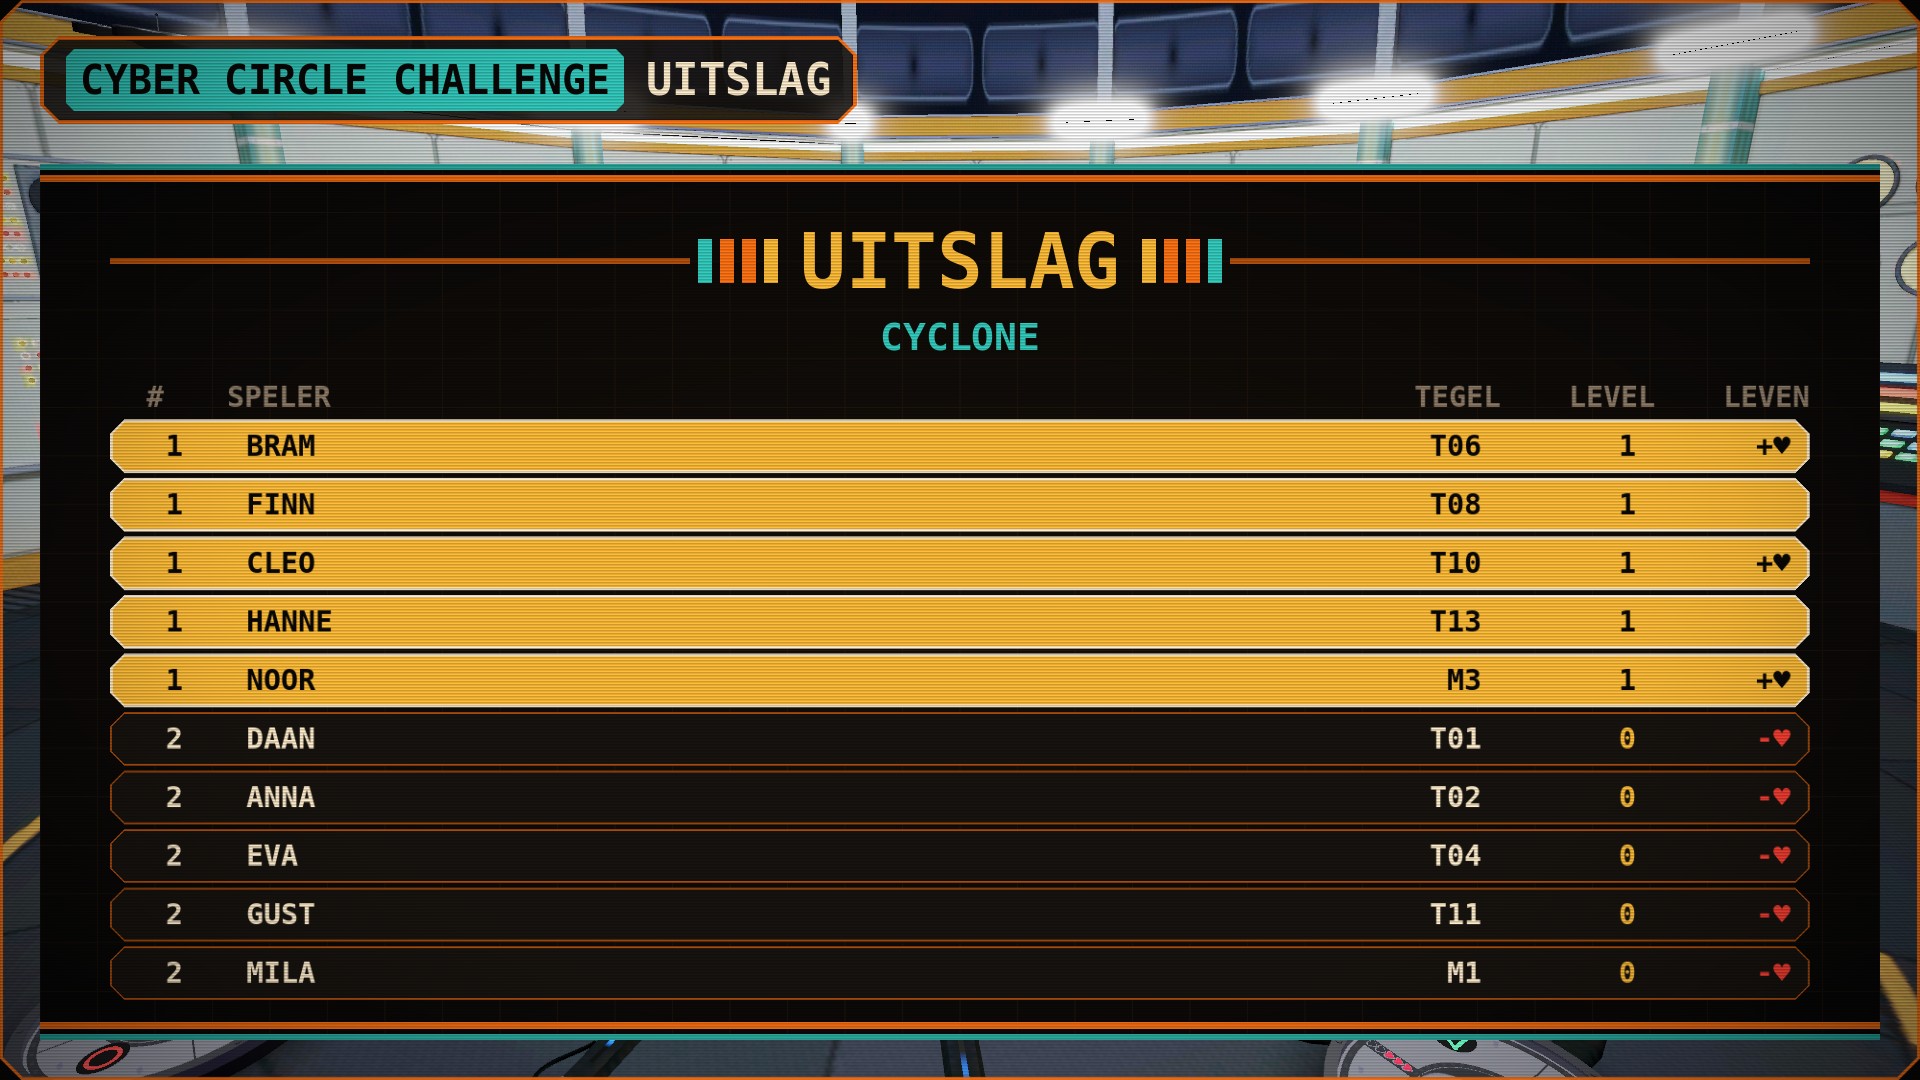 CYBER CIRCLE CHALLENGE UITSLAG
UITSLAG
CYCLONE
# SPELER TEGEL LEVEL LEVEN
1 BRAM T06 1 +♥
1 FINN T08 1
1 CLEO T10 1 +♥
1 HANNE T13 1
1 NOOR M3 1 +♥
2 DAAN T01 0 -♥
2 ANNA T02 0 -♥
2 EVA T04 0 -♥
2 GUST T11 0 -♥
2 MILA M1 0 -♥